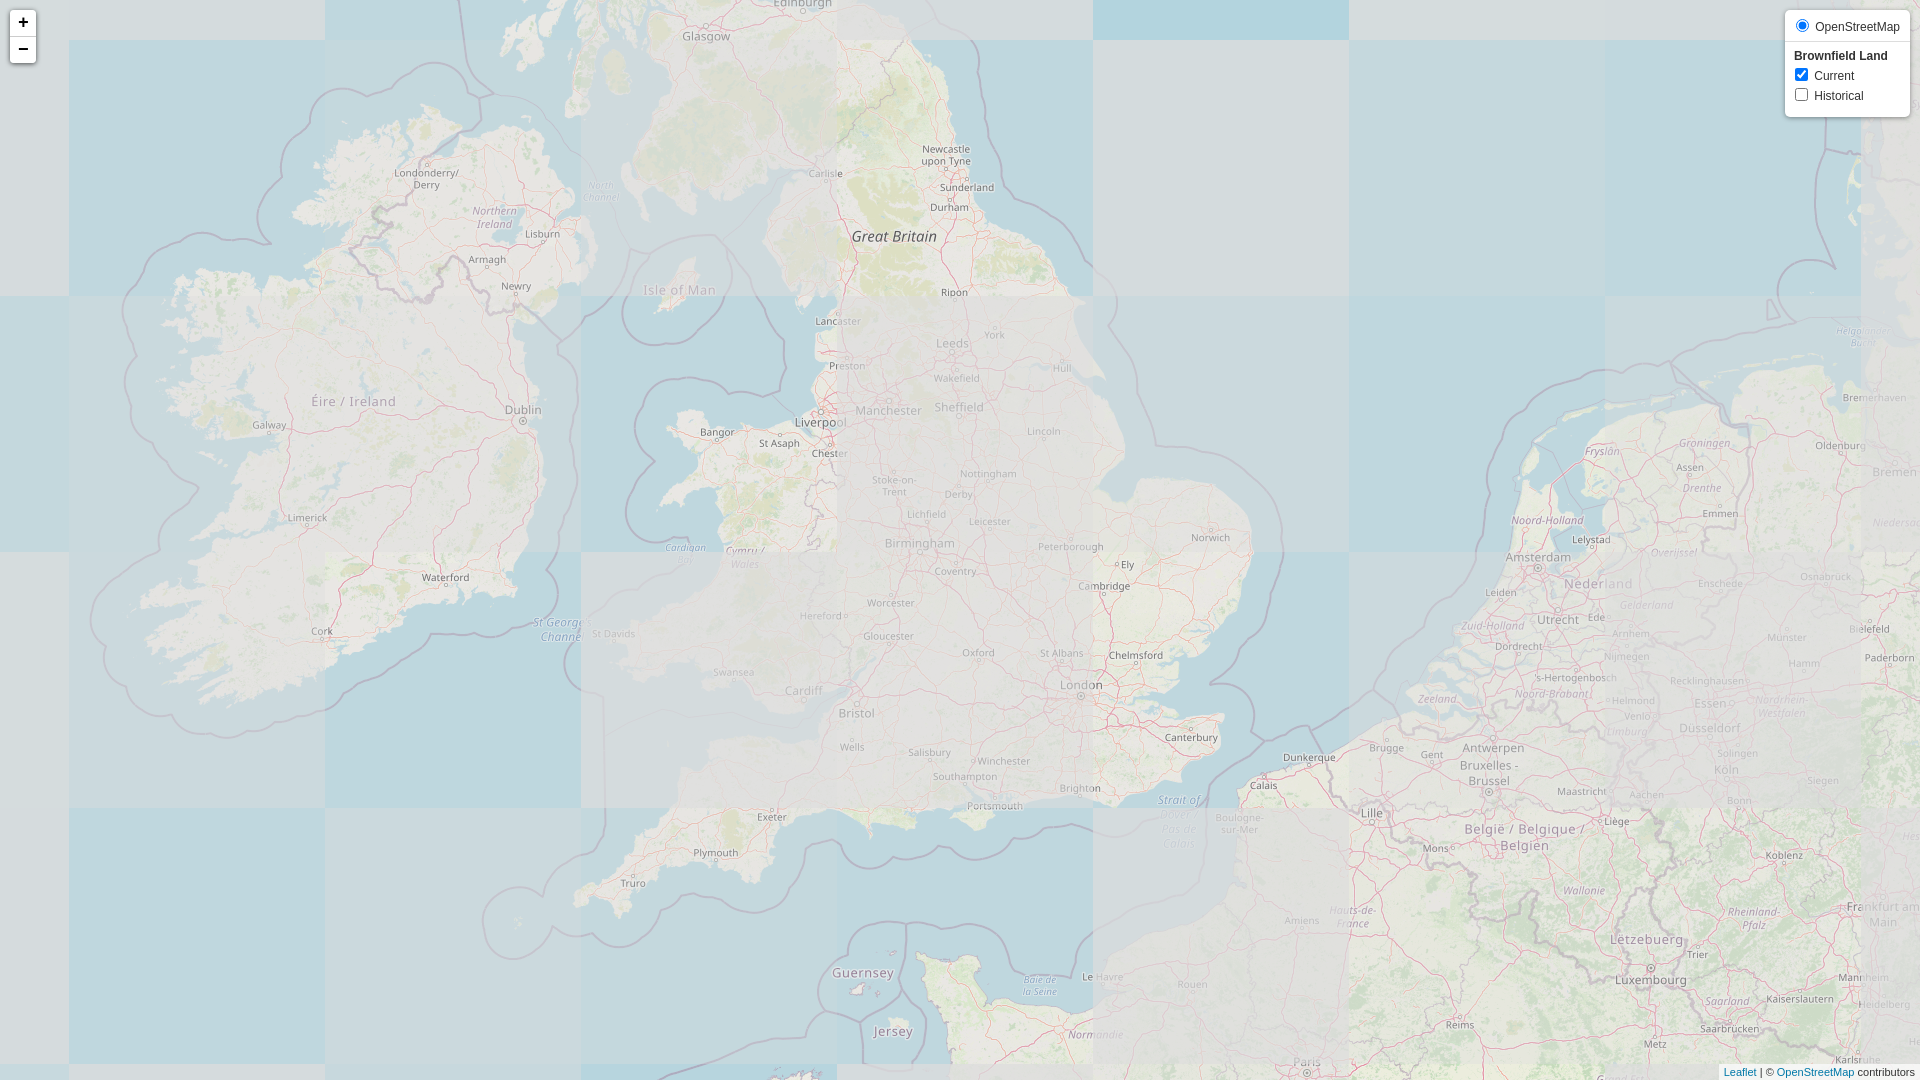 +
−
OpenStreetMap
Brownfield Land
Current
Historical
Edinburgh
Glasgow
Newcastle
upon Tyne
Londonderry/
Derry
Carlisle
North
Channel
Sunderland
Durham
Northern
Ireland
Lisburn
Great Britain
Armagh
Newry
Isle of Man
Ripon
Lancaster
York
Leeds
Preston
Hull
Wakefield
Éire / Ireland
Dublin
Manchester
Sheffield
Bremerhaven
Galway
Liverpool
Bangor
St Asaph
Lincoln
Groningen
Oldenburg
Chester
Fryslân
Assen
Bremen
Nottingham
Stoke-on-
Trent
Derby
Drenthe
Limerick
Lichfield
Leicester
Emmen
Noord-Holland
Norwich
Birmingham
Peterborough
Lelystad
Cardigan
Cymru /
Wales
Overijssel
Amsterdam
Coventry
Ely
Waterford
Cambridge
Nederland
Enschede
Osnabrück
Leiden
Worcester
Gelderland
Hereford
Utrecht
Ede
St George
Channel
Cork
St Davids
Gloucester
Zuid-Holland
Arnhem
Münster
Bielefeld
Dordrecht
Oxford
St Albans
Chelmsford
Nijmegen
Paderborn
Hamm
Swansea
's-Hertogenbosch
Recklinghausen
London
Cardiff
Zeeland
Noord-Brabant
Helmond
Essen
Nordrhein-
Westfalen
Bristol
Venlo
Düsseldorf
Limburg
Canterbury
Wells
Salisbury
Winchester
Brugge
Gent
Antwerpen
Solingen
Dunkerque
Bruxelles -
Brussel
Köln
Southampton
Siegen
Brighton
Calais
Maastricht
Aachen
Bonn
Portsmouth
Strait of
Dover /
Pas de
Calais
Exeter
Boulogne-
sur-Mer
Lille
Liège
België / Belgique /
Belgien
Mons
Koblenz
Plymouth
Truro
Wallonie
Hauts-de-
France
Amiens
Rheinland-
Pfalz
Frankfurt am
Main
Lëtzebuerg
Trier
Guernsey
Baie de
la Seine
Le Havre
Rouen
Luxembourg
Mannheim
Saarland
Kaiserslautern
Heidelberg
Jersey
Normandie
Reims
Saarbrücken
Metz
Paris
Karlsruhe
Leaflet | © OpenStreetMap contributors